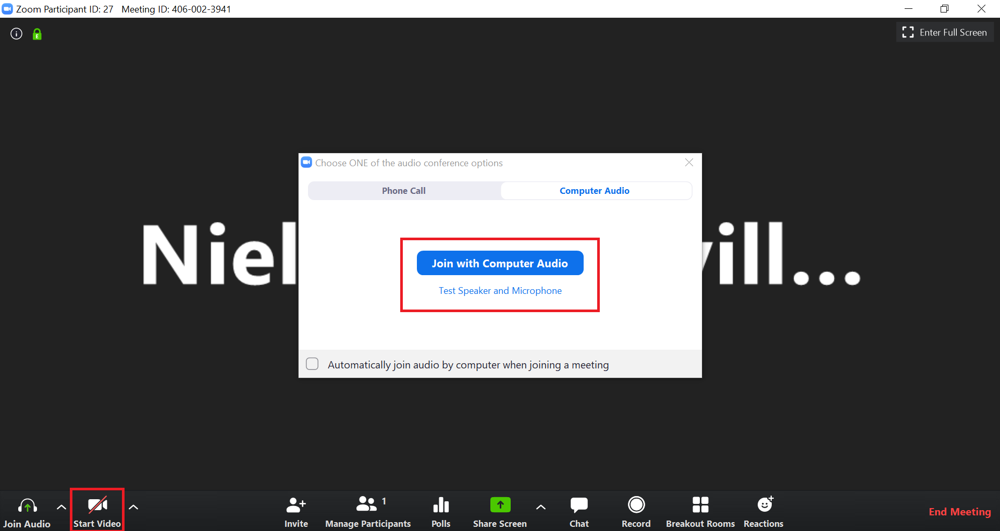 Zoom Participant ID: 27 Meeting ID: 406-002-3941
Enter Full Screen
Choose ONE of the audio conference options
Phone Call
Computer Audio
Niel
ill...
Join with Computer Audio
Test Speaker and Microphone
Automatically join audio by computer when joining a meeting
Join Audio
Start Video
Invite
Manage Participants 1
Polls
Share Screen
Chat
Record
Breakout Rooms
Reactions
End Meeting